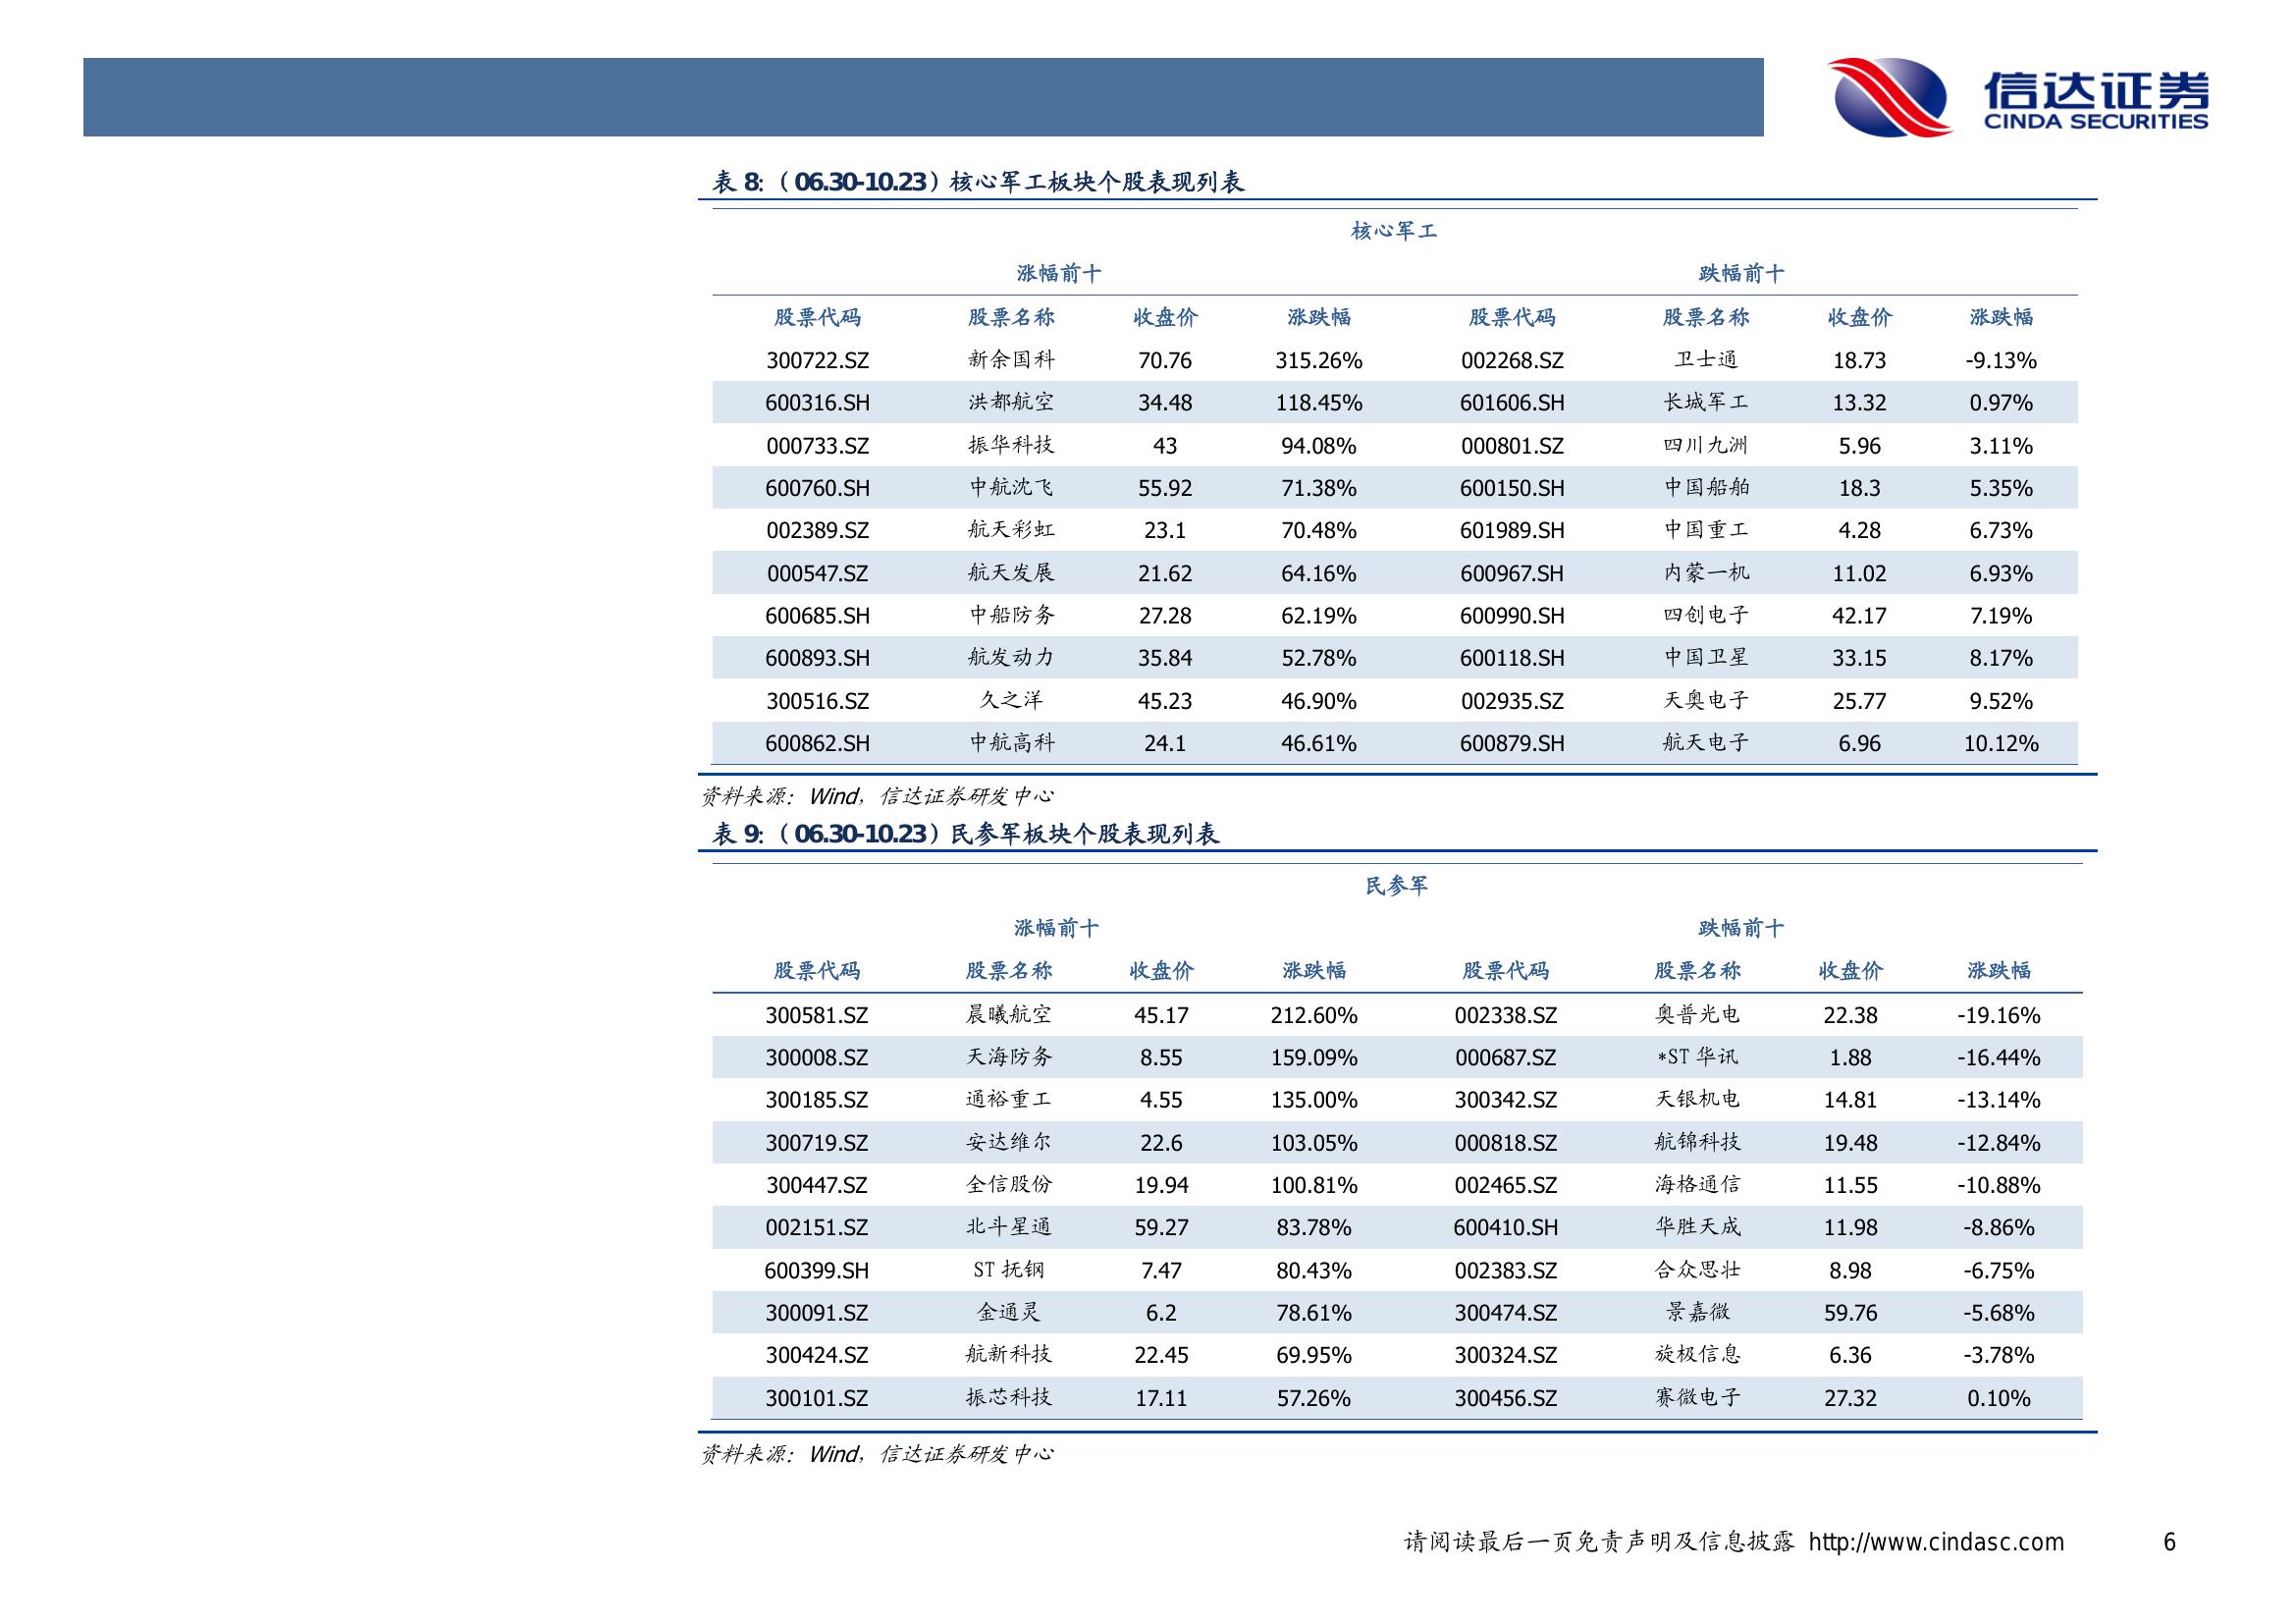 信达证券
CINDA SECURITIES
表 8:（06.30-10.23）核心军工板块个股表现列表
核心军工
涨幅前十 跌幅前十
股票代码 股票名称 收盘价 涨跌幅 股票代码 股票名称 收盘价 涨跌幅
300722.SZ 新余国科 70.76 315.26% 002268.SZ 卫士通 18.73 -9.13%
600316.SH 洪都航空 34.48 118.45% 601606.SH 长城军工 13.32 0.97%
000733.SZ 振华科技 43 94.08% 000801.SZ 四川九洲 5.96 3.11%
600760.SH 中航沈飞 55.92 71.38% 600150.SH 中国船舶 18.3 5.35%
002389.SZ 航天彩虹 23.1 70.48% 601989.SH 中国重工 4.28 6.73%
000547.SZ 航天发展 21.62 64.16% 600967.SH 内蒙一机 11.02 6.93%
600685.SH 中船防务 27.28 62.19% 600990.SH 四创电子 42.17 7.19%
600893.SH 航发动力 35.84 52.78% 600118.SH 中国卫星 33.15 8.17%
300516.SZ 久之洋 45.23 46.90% 002935.SZ 天奥电子 25.77 9.52%
600862.SH 中航高科 24.1 46.61% 600879.SH 航天电子 6.96 10.12%
资料来源：Wind，信达证券研发中心
表 9:（06.30-10.23）民参军板块个股表现列表
民参军
涨幅前十 跌幅前十
股票代码 股票名称 收盘价 涨跌幅 股票代码 股票名称 收盘价 涨跌幅
300581.SZ 晨曦航空 45.17 212.60% 002338.SZ 奥普光电 22.38 -19.16%
300008.SZ 天海防务 8.55 159.09% 000687.SZ *ST 华讯 1.88 -16.44%
300185.SZ 通裕重工 4.55 135.00% 300342.SZ 天银机电 14.81 -13.14%
300719.SZ 安达维尔 22.6 103.05% 000818.SZ 航锦科技 19.48 -12.84%
300447.SZ 全信股份 19.94 100.81% 002465.SZ 海格通信 11.55 -10.88%
002151.SZ 北斗星通 59.27 83.78% 600410.SH 华胜天成 11.98 -8.86%
600399.SH ST 抚钢 7.47 80.43% 002383.SZ 合众思壮 8.98 -6.75%
300091.SZ 金通灵 6.2 78.61% 300474.SZ 景嘉微 59.76 -5.68%
300424.SZ 航新科技 22.45 69.95% 300324.SZ 旋极信息 6.36 -3.78%
300101.SZ 振芯科技 17.11 57.26% 300456.SZ 赛微电子 27.32 0.10%
资料来源：Wind，信达证券研发中心
请阅读最后一页免责声明及信息披露 http://www.cindasc.com 6